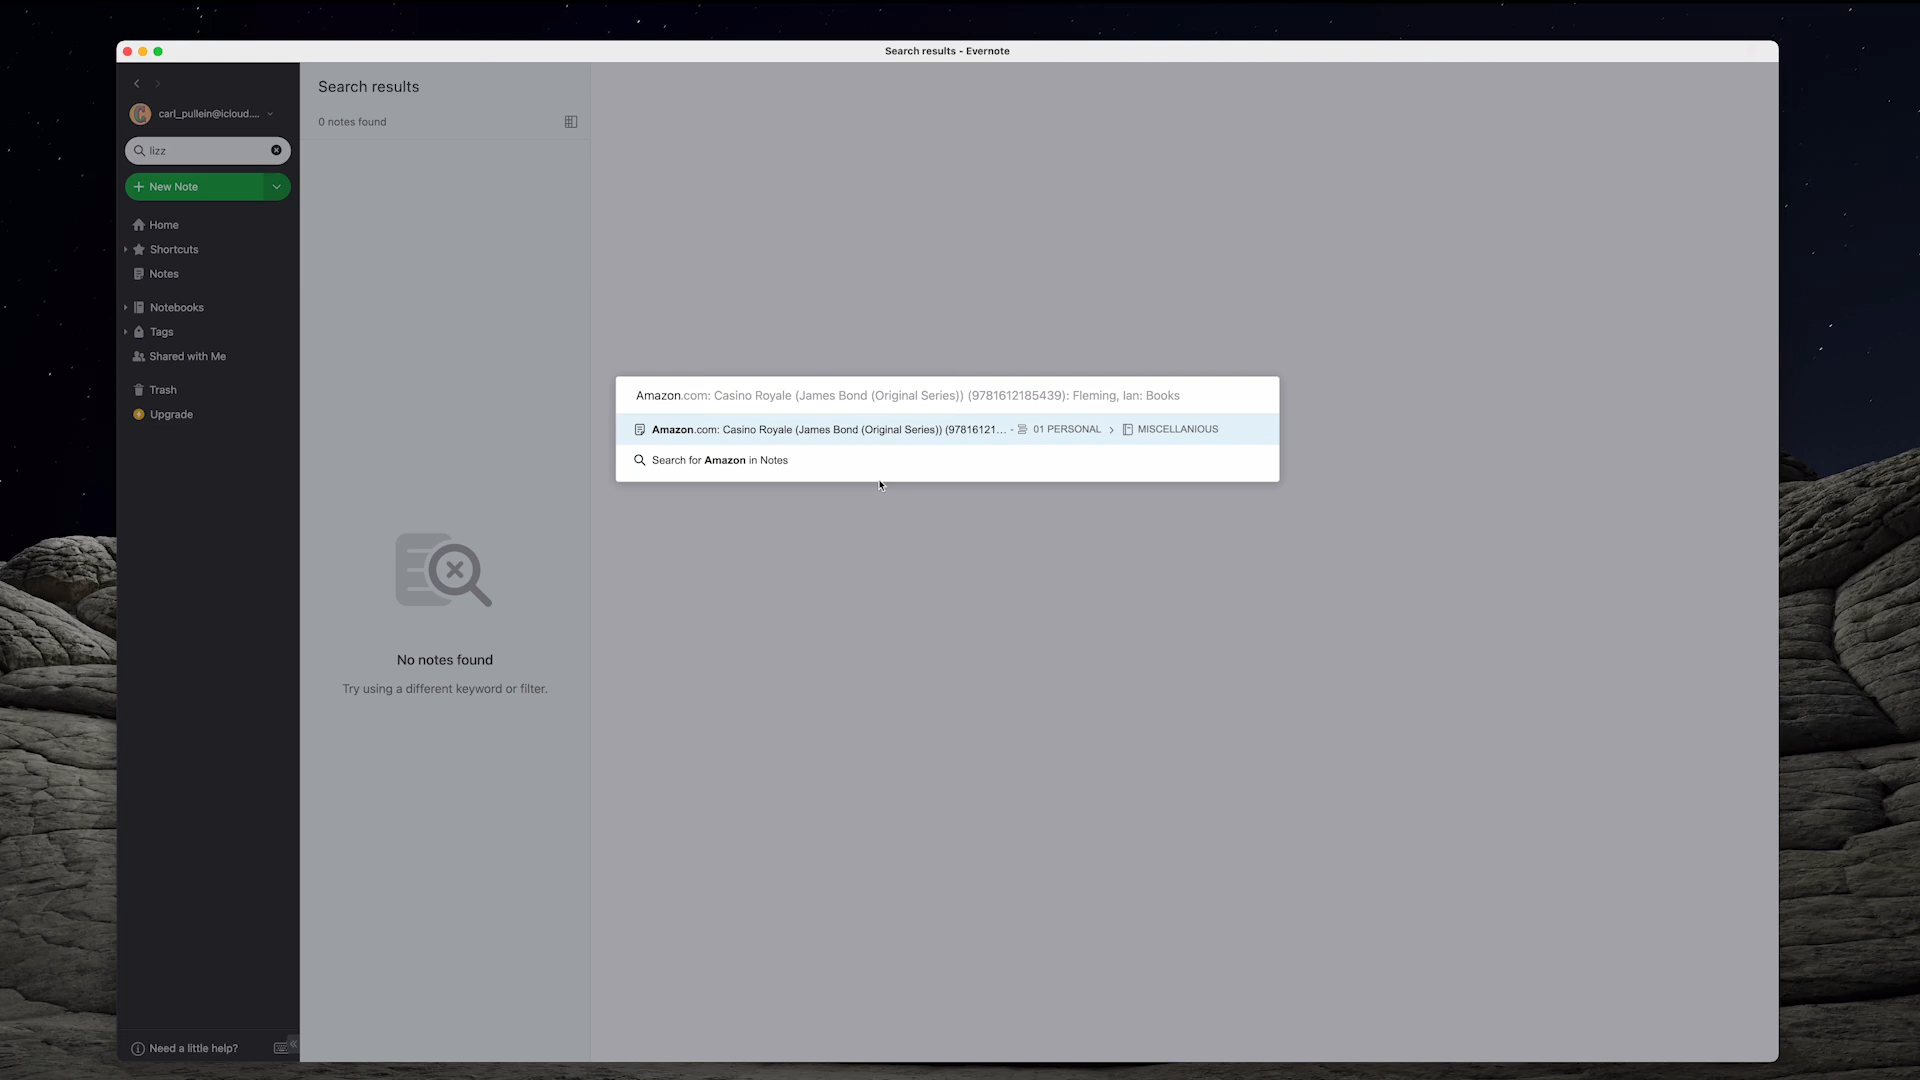 Search results - Evernote
carl_pullein@icloud....
lizz
New Note
Home
Shortcuts
Notes
Notebooks
Tags
Shared with Me
Trash
Upgrade
Need a little help?
Search results
0 notes found
No notes found
Try using a different keyword or filter.
Amazon.com: Casino Royale (James Bond (Original Series)) (9781612185439): Fleming, Ian: Books
Amazon.com: Casino Royale (James Bond (Original Series)) (97816121... - 01 PERSONAL > MISCELLANIOUS
Search for Amazon in Notes